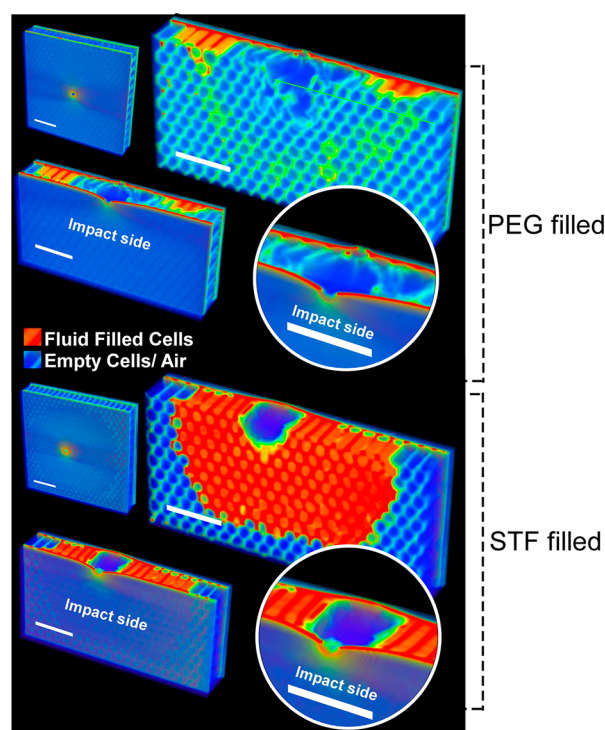 PEG filled
Impact side
Impact side
Fluid Filled Cells
Empty Cells/ Air
STF filled
Impact side
Impact side